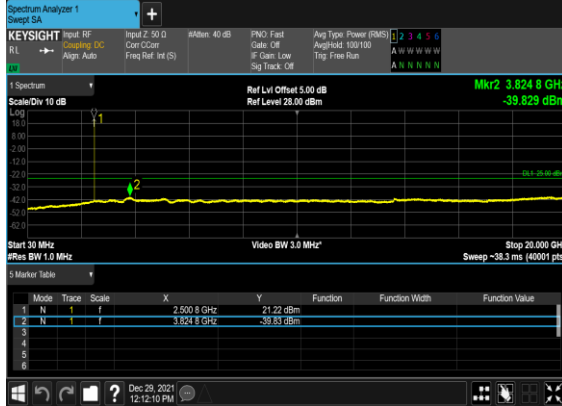 Spectrum Analyzer 1
Swept SA
+
KEYSIGHT Input: RF Input Z: 50 Ω #Atten: 40 dB PNO: Fast Avg Type: Power (RMS) 1 2 3 4 5 6
RL Coupling: DC Corr CCorr Gate: Off Avg|Hold: 100/100 A W W W W W
Align: Auto Freq Ref: Int (S) IF Gain: Low Trig: Free Run
Sig Track: Off A N N N N N
1 Spectrum Ref Lvl Offset 5.00 dB Mkr2 3.824 8 GHz
Scale/Div 10 dB Ref Level 28.00 dBm -39.829 dBm
Log
18.0
8.00
-2.00
-12.0
-22.0
-32.0
-42.0
-52.0
-62.0
1
2
DL1 -25.00 dBm
Start 30 MHz Video BW 3.0 MHz* Stop 20.000 GHz
#Res BW 1.0 MHz Sweep ~38.3 ms (40001 pts)
5 Marker Table
Mode Trace Scale X Y Function Function Width Function Value
1 N 1 f 2.500 8 GHz 21.22 dBm
2 N 1 f 3.824 8 GHz -39.83 dBm
3
4
5
6
? Dec 29, 2021
12:12:10 PM